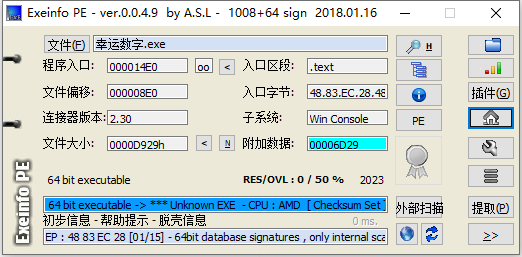 Exeinfo PE - ver.0.0.4.9 by A.S.L - 1008+64 sign 2018.01.16
文件(F) 幸运数字.exe H
程序入口: 000014E0 oo < 入口区段: .text
文件偏移: 000008E0 入口字节: 48.83.EC.28.48 插件(G)
连接器版本: 2.30 子系统: Win Console PE
文件大小: 0000D929h < N 附加数据: 00006D29
64 bit executable RES/OVL : 0 / 50 % 2023
64 bit executable -> *** Unknown EXE - CPU : AMD [ Checksum Set ] 外部扫描 提取(P)
初步信息 - 帮助提示 - 脱壳信息 0 ms.
EP : 48 83 EC 28 [01/15] - 64bit database signatures , only internal sca >>
Exeinfo PE